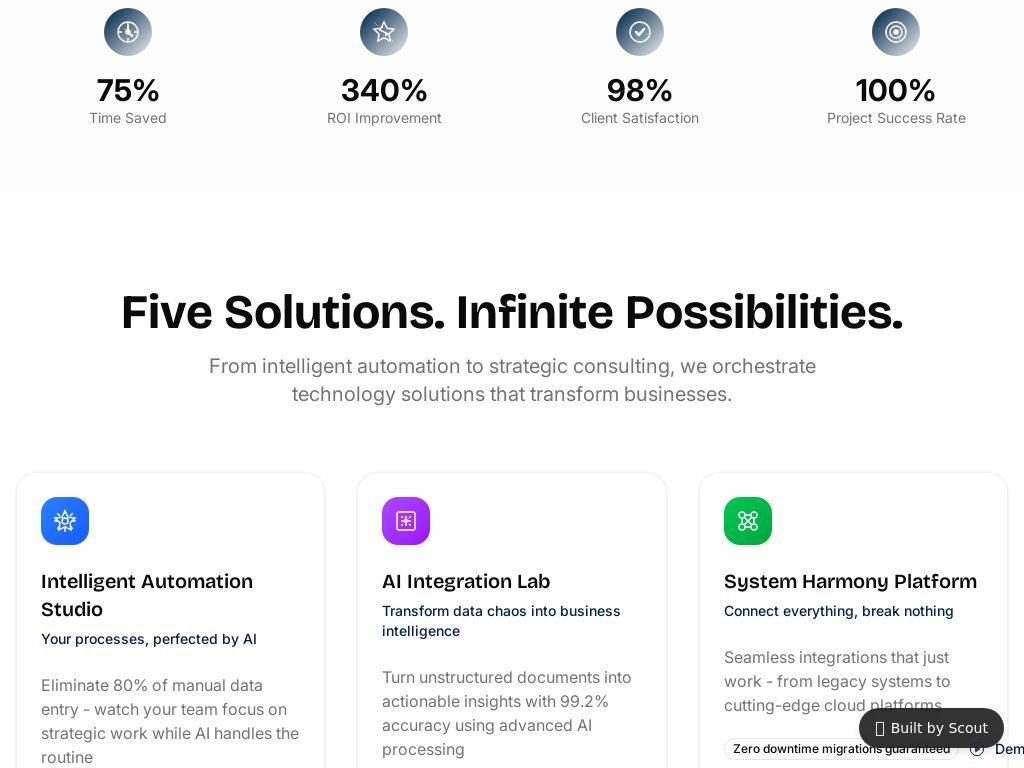 75%
Time Saved
340%
ROI Improvement
98%
Client Satisfaction
100%
Project Success Rate
Five Solutions. Infinite Possibilities.
From intelligent automation to strategic consulting, we orchestrate
technology solutions that transform businesses.
Intelligent Automation
Studio
Your processes, perfected by AI
Eliminate 80% of manual data
entry - watch your team focus on
strategic work while AI handles the
routine
AI Integration Lab
Transform data chaos into business
intelligence
Turn unstructured documents into
actionable insights with 99.2%
accuracy using advanced AI
processing
System Harmony Platform
Connect everything, break nothing
Seamless integrations that just
work - from legacy systems to
cutting-edge cloud platforms
Zero downtime migrations guaranteed
Dem
Built by Scout